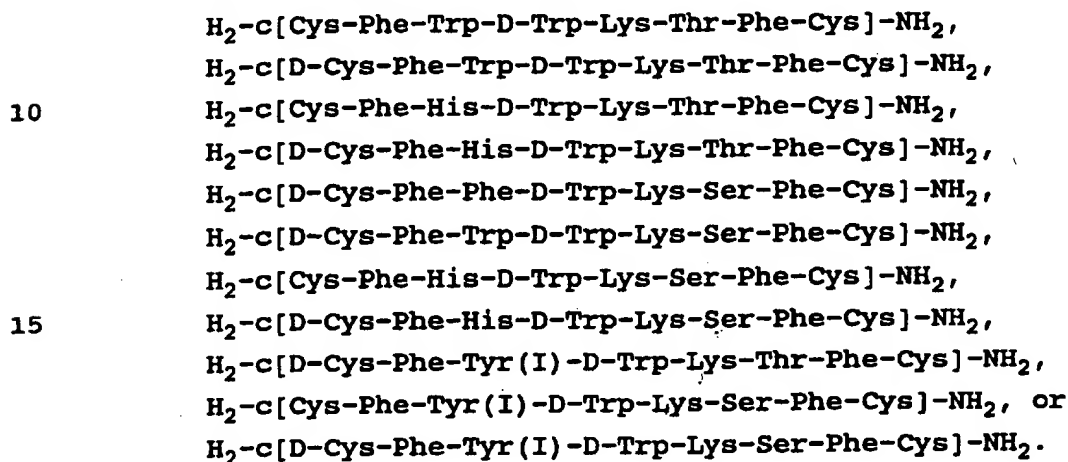 H₂-c[Cys-Phe-Trp-D-Trp-Lys-Thr-Phe-Cys]-NH₂,
H₂-c[D-Cys-Phe-Trp-D-Trp-Lys-Thr-Phe-Cys]-NH₂,
10 H₂-c[Cys-Phe-His-D-Trp-Lys-Thr-Phe-Cys]-NH₂,
H₂-c[D-Cys-Phe-His-D-Trp-Lys-Thr-Phe-Cys]-NH₂,
H₂-c[D-Cys-Phe-Phe-D-Trp-Lys-Ser-Phe-Cys]-NH₂,
H₂-c[D-Cys-Phe-Trp-D-Trp-Lys-Ser-Phe-Cys]-NH₂,
H₂-c[Cys-Phe-His-D-Trp-Lys-Ser-Phe-Cys]-NH₂,
15 H₂-c[D-Cys-Phe-His-D-Trp-Lys-Ser-Phe-Cys]-NH₂,
H₂-c[D-Cys-Phe-Tyr(I)-D-Trp-Lys-Thr-Phe-Cys]-NH₂,
H₂-c[Cys-Phe-Tyr(I)-D-Trp-Lys-Ser-Phe-Cys]-NH₂, or
H₂-c[D-Cys-Phe-Tyr(I)-D-Trp-Lys-Ser-Phe-Cys]-NH₂.